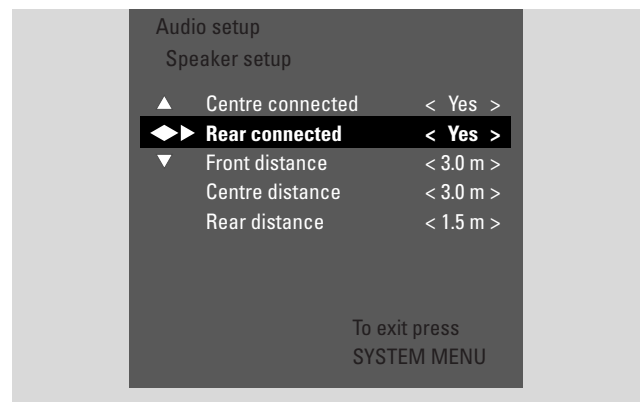 Audio setup
Speaker setup
▲ Centre connected < Yes >
◀▶▶ Rear connected < Yes >
▼ Front distance < 3.0 m >
Centre distance < 3.0 m >
Rear distance < 1.5 m >
To exit press
SYSTEM MENU